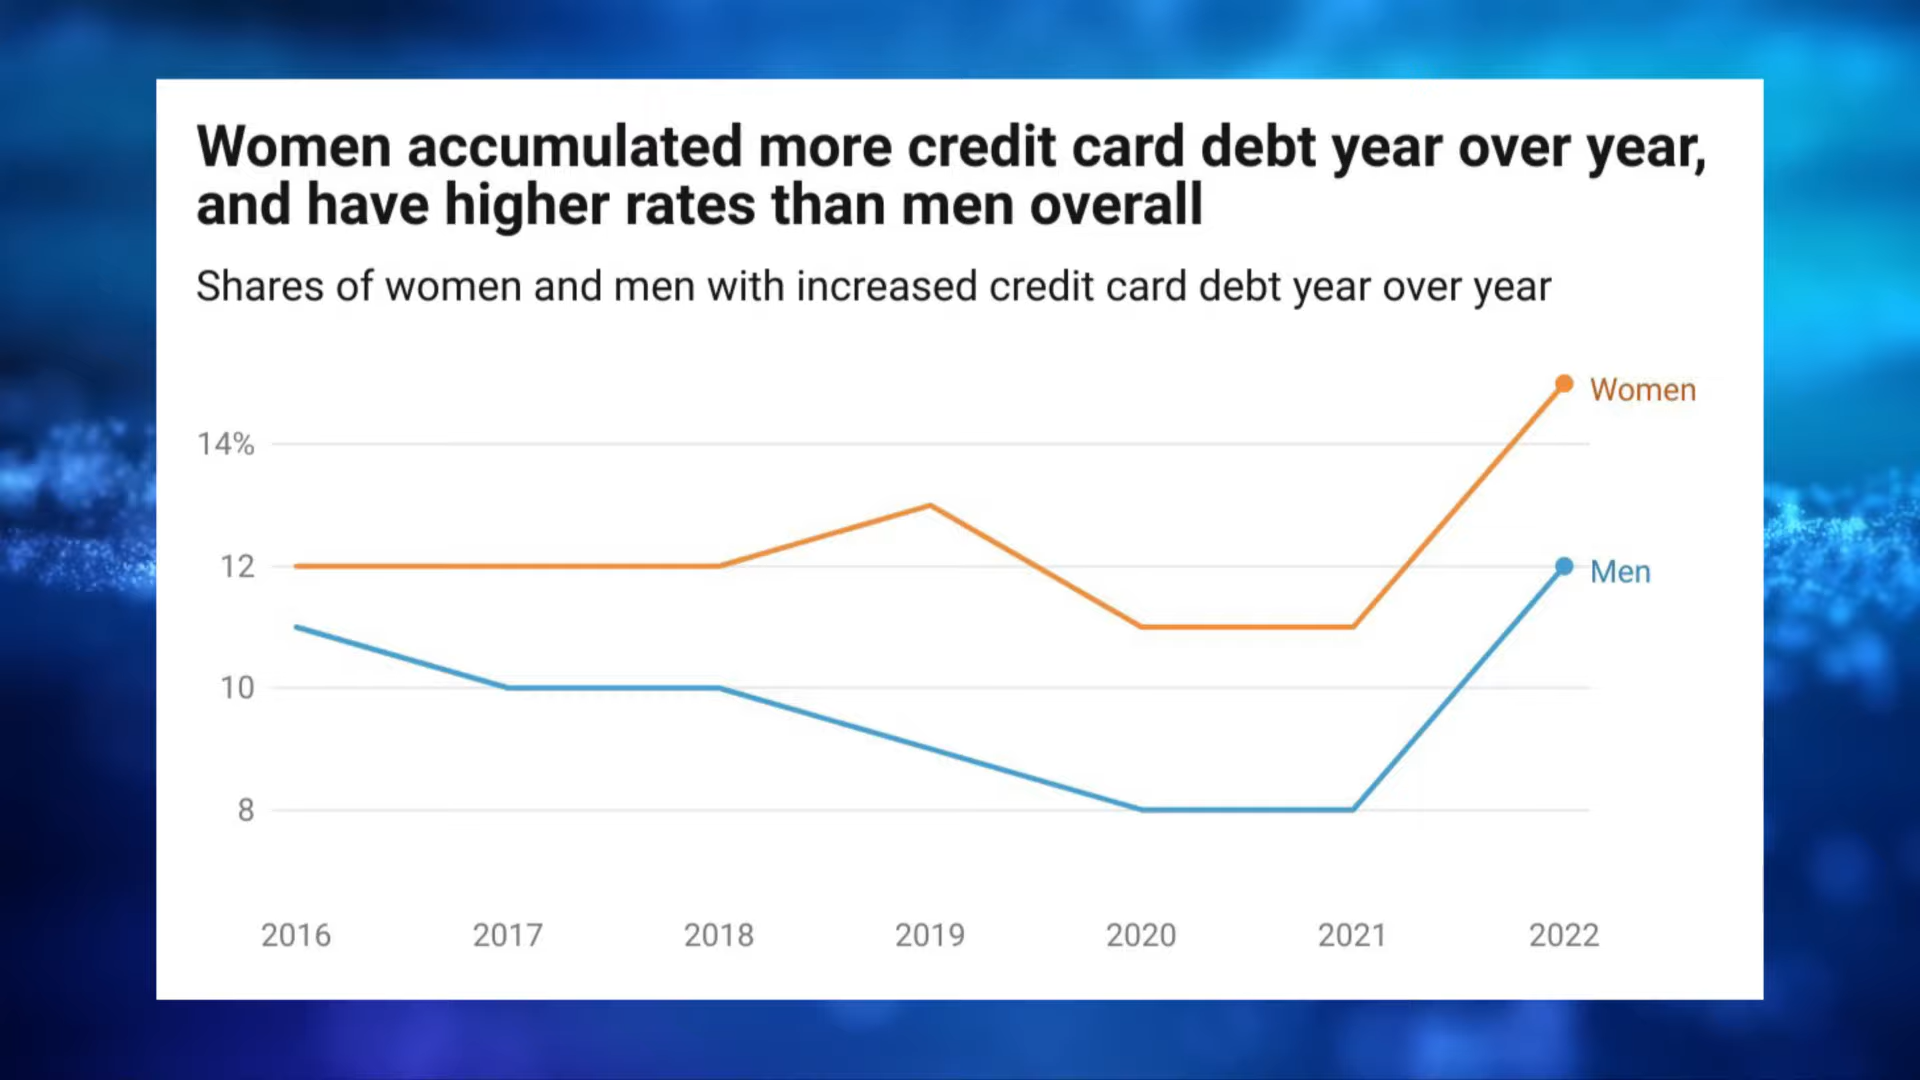 Women accumulated more credit card debt year over year,
and have higher rates than men overall
Shares of women and men with increased credit card debt year over year
Women
14%
12
Men
10
8
2016 2017 2018 2019 2020 2021 2022